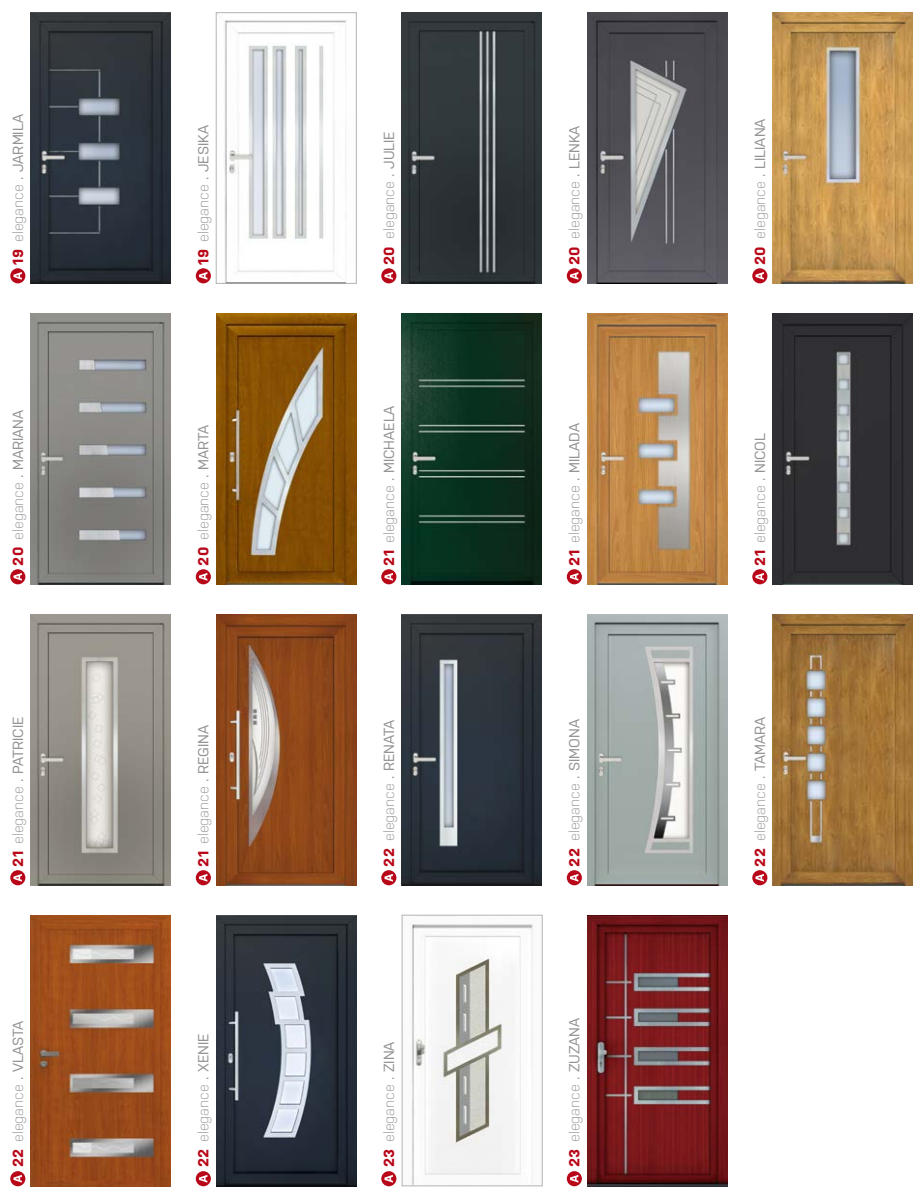 A 19 elegance . JARMILA
A 19 elegance . JESIKA
A 20 elegance . JULIE
A 20 elegance . LENKA
A 20 elegance . LILIANA
A 20 elegance . MARIANA
A 20 elegance . MARTA
A 21 elegance . MICHAELA
A 21 elegance . MILADA
A 21 elegance . NICOL
A 21 elegance . PATRICIE
A 21 elegance . REGINA
A 22 elegance . RENATA
A 22 elegance . SIMONA
A 22 elegance . TAMARA
A 22 elegance . VLASTA
A 22 elegance . XENIE
A 23 elegance . ZINA
A 23 elegance . ZUZANA